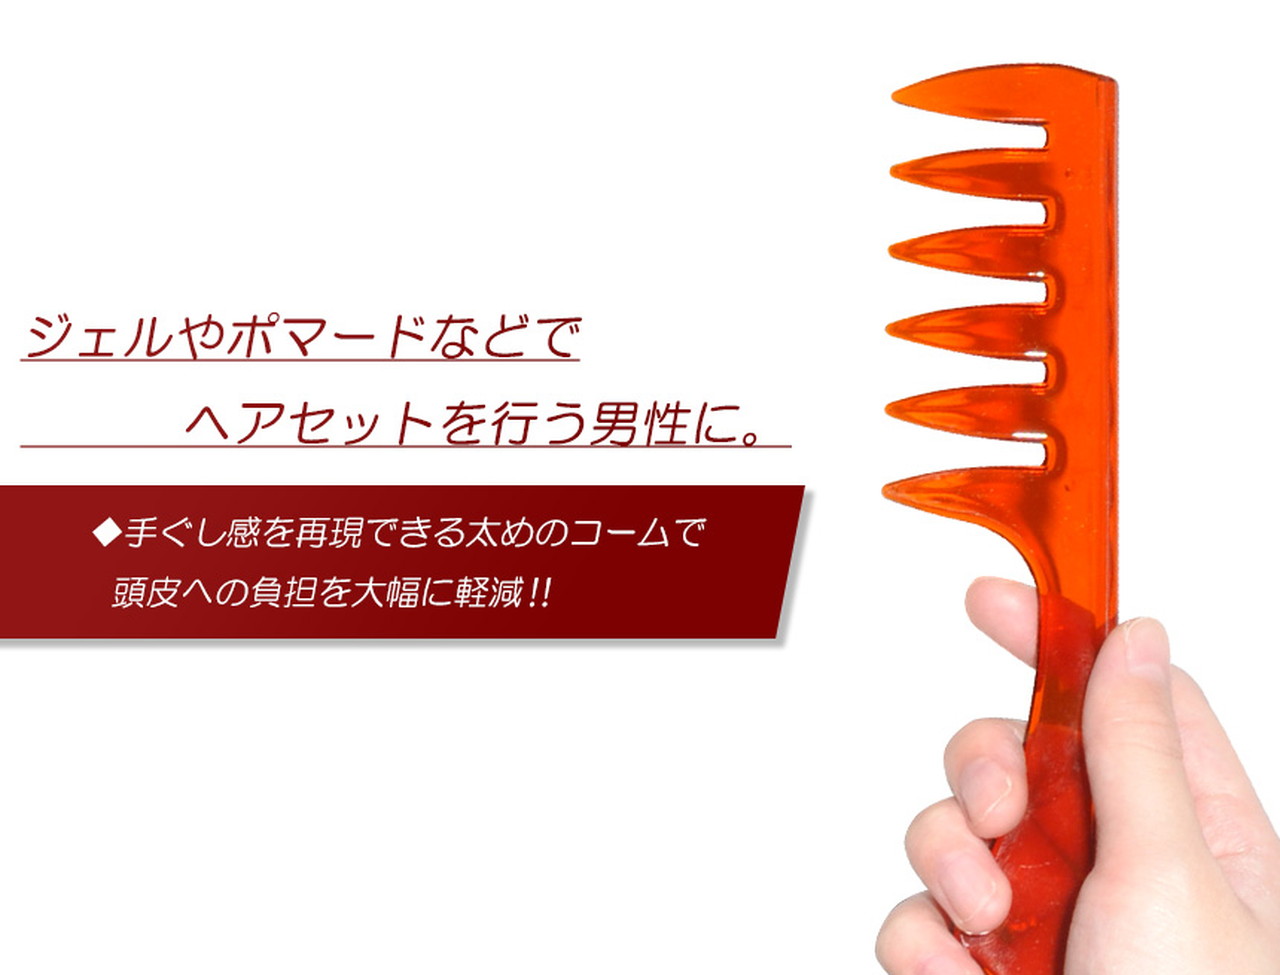 ジェルやポマードなどで
ヘアセットを行う男性に。
◆手ぐし感を再現できる太めのコームで
頭皮への負担を大幅に軽減!!